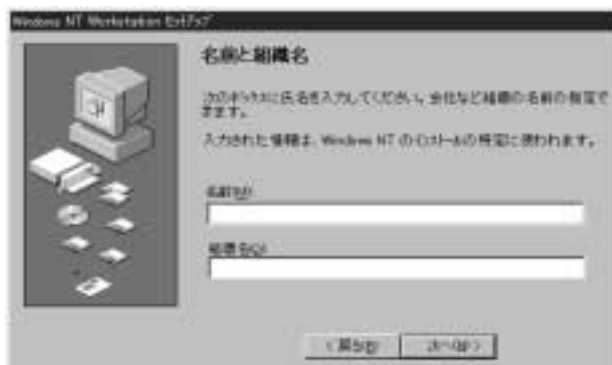 Windows NT Workstation セットアップ
名前と組織名
次のボックスに氏名を入力してください。会社など組織の名前の指定で
きます。
入力された情報は、Windows NT のインストールの特定に使われます。
名前(N):
組織名(O):
< 戻る(B)
次へ(N) >